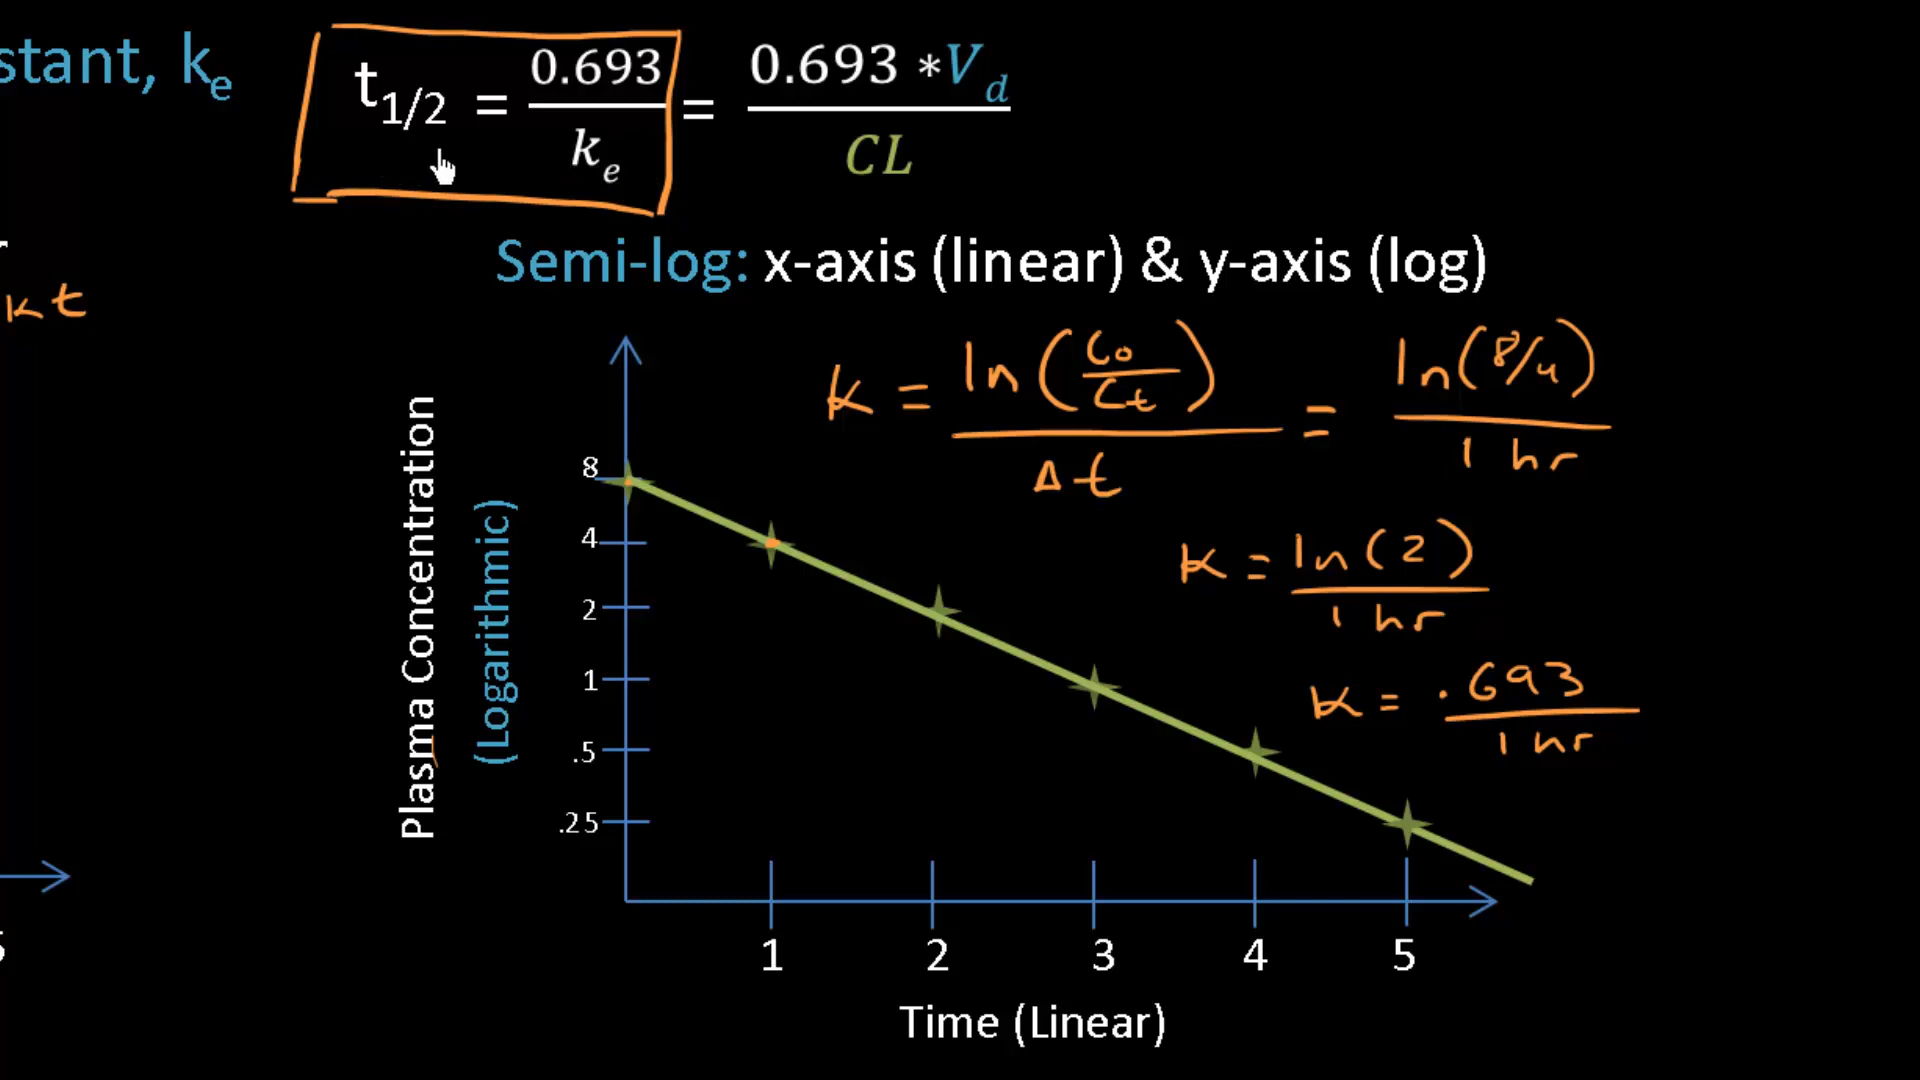 stant, kₑ
t1/2 = 0.693 / kₑ = 0.693 * V_d / CL
Semi-log: x-axis (linear) & y-axis (log)
kt
K = ln(C₀/Ct) / Δt = ln(8/4) / 1 hr
K = ln(2) / 1 hr
K = .693 / 1 hr
Plasma Concentration
(Logarithmic)
8
4
2
1
.5
.25
1 2 3 4 5
Time (Linear)